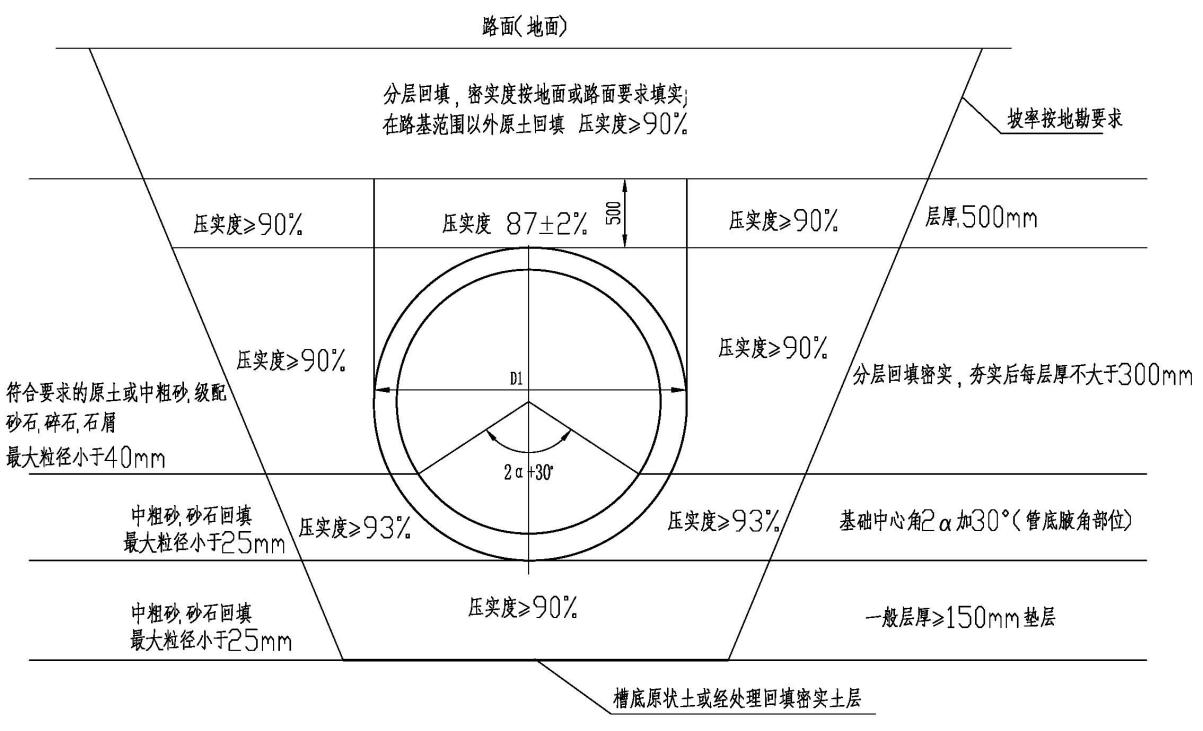 路面(地面)
分层回填,密实度按地面或路面要求填实;
在路基范围以外原土回填 压实度≥90%
坡率按地勘要求
压实度≥90%
压实度 87±2%
500
压实度≥90%
层厚,500mm
压实度≥90%
压实度≥90%
D1
分层回填密实,夯实后每层厚不大于300mm
符合要求的原土或中粗砂,级配
砂石,碎石,石屑
最大粒径小于40mm
2α+30°
中粗砂,砂石回填
最大粒径小于25mm
压实度≥93%
压实度≥93%
基础中心角2α加30°(管底腋角部位)
中粗砂,砂石回填
最大粒径小于25mm
压实度≥90%
一般层厚≥150mm垫层
槽底原状土或经处理回填密实土层